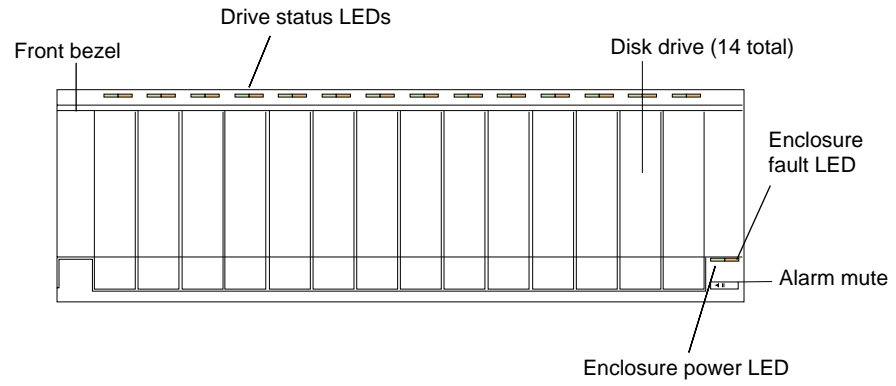 Drive status LEDs
Front bezel
Disk drive (14 total)
Enclosure
fault LED
Alarm mute
Enclosure power LED